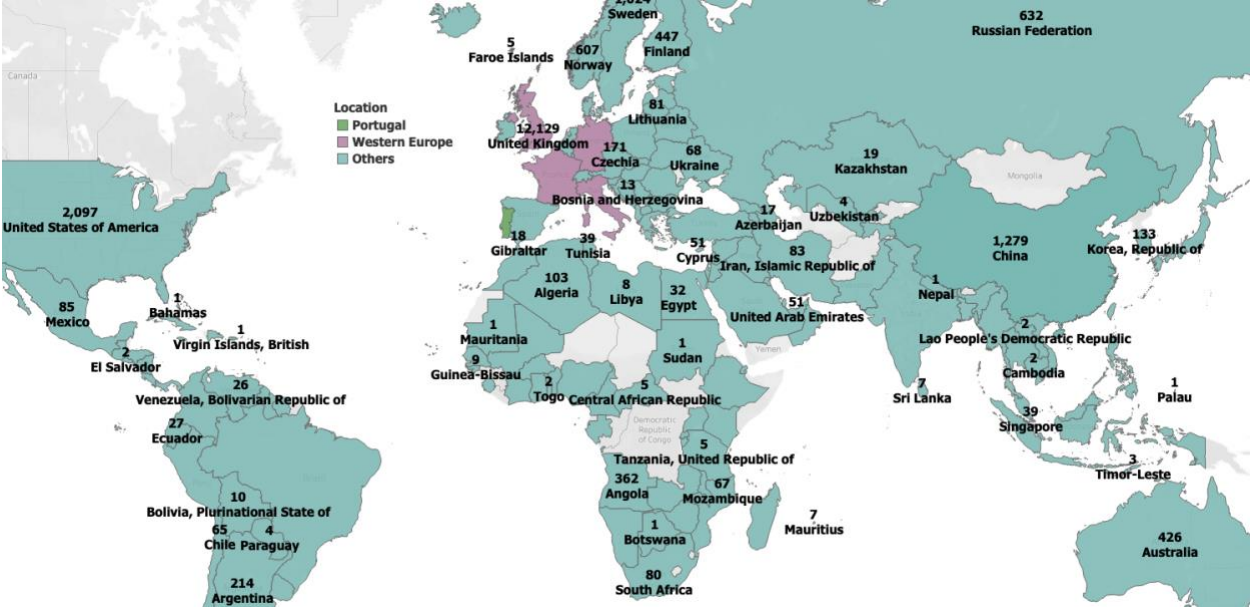 1,024
Sweden
632
Russian Federation
5
Faroe Islands
607
Norway
447
Finland
Canada
Location
Portugal
Western Europe
Others
81
Lithuania
12,129
United Kingdom
171
Czechia
68
Ukraine
19
Kazakhstan
Mongolia
13
Bosnia and Herzegovina
2,097
United States of America
18
Gibraltar
39
Tunisia
51
Cyprus
17
Azerbaijan
4
Uzbekistan
83
Iran, Islamic Republic of
1,279
China
133
Korea, Republic of
103
Algeria
8
Libya
32
Egypt
51
United Arab Emirates
1
Nepal
85
Mexico
1
Bahamas
1
Virgin Islands, British
2
El Salvador
1
Mauritania
1
Sudan
Yemen
2
Lao People's Democratic Republic
2
Cambodia
9
Guinea-Bissau
2
Togo
5
Central African Republic
7
Sri Lanka
1
Palau
26
Venezuela, Bolivarian Republic of
27
Ecuador
Democratic
Republic
of Congo
39
Singapore
5
Tanzania, United Republic of
3
Timor-Leste
10
Bolivia, Plurinational State of
362
Angola
67
Mozambique
7
Mauritius
65
Chile
4
Paraguay
1
Botswana
426
Australia
214
Argentina
80
South Africa